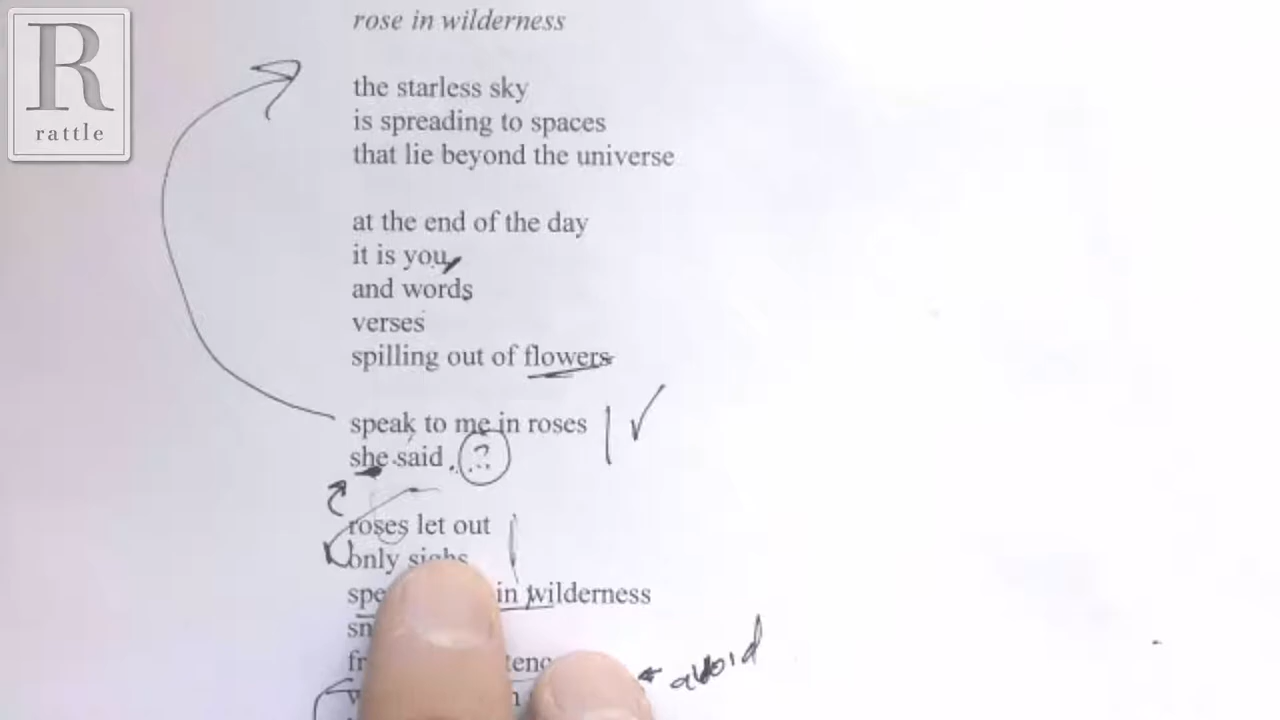 R
rattle
rose in wilderness
the starless sky
is spreading to spaces
that lie beyond the universe
at the end of the day
it is you,
and words
verses
spilling out of flowers
speak to me in roses
she said. ?
roses let out
only sighs
in wilderness
avoid